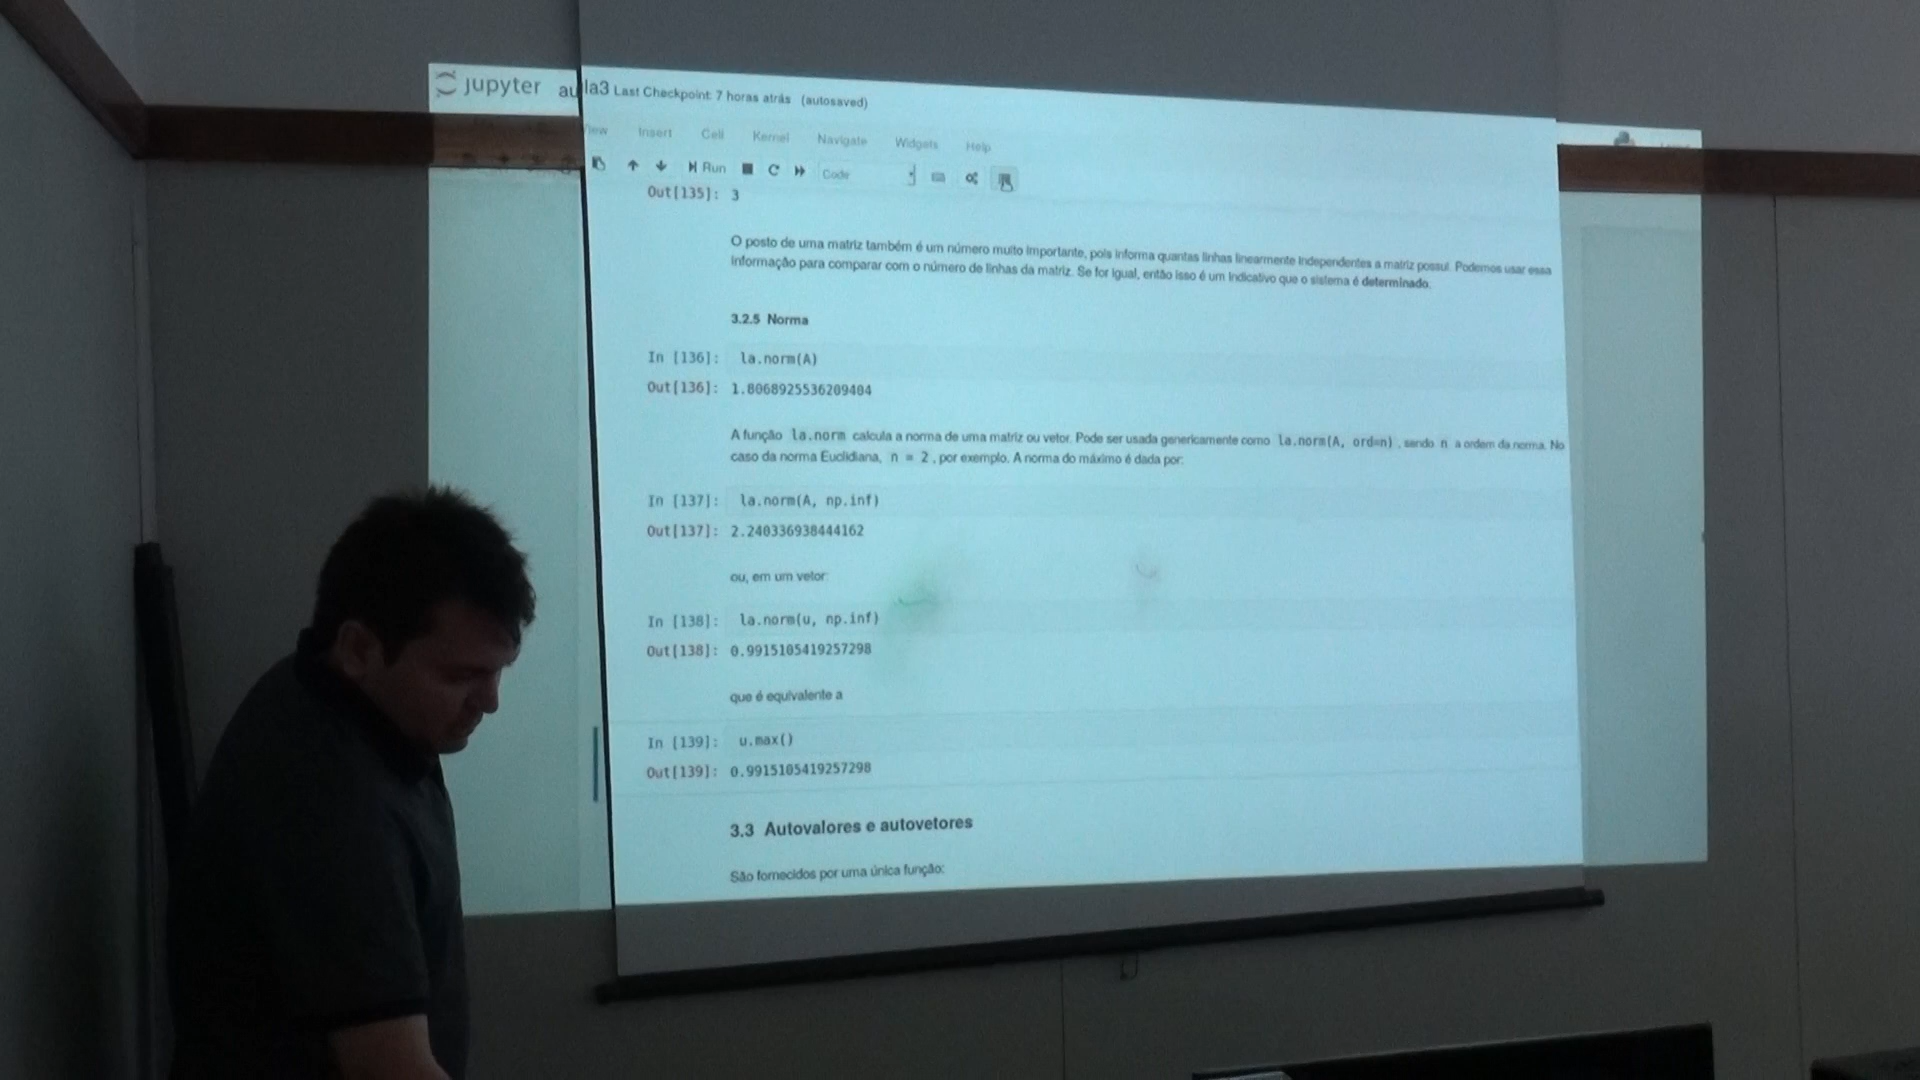 jupyter aula3 Last Checkpoint: 7 horas atrás (autosaved)
View Insert Cell Kernel Navigate Widgets Help
Run Code
Out[135]: 3
O posto de uma matriz também é um número muito importante, pois informa quantas linhas linearmente independentes a matriz possui. Podemos usar essa
informação para comparar com o número de linhas da matriz. Se for igual, então isso é um indicativo que o sistema é determinado.
3.2.5 Norma
In [136]: la.norm(A)
Out[136]: 1.8068925536209404
A função la.norm calcula a norma de uma matriz ou vetor. Pode ser usada genericamente como la.norm(A, ord=n) , sendo n a ordem da norma. No
caso da norma Euclidiana, n = 2 , por exemplo. A norma do máximo é dada por:
In [137]: la.norm(A, np.inf)
Out[137]: 2.240336938444162
ou, em um vetor:
In [138]: la.norm(u, np.inf)
Out[138]: 0.9915105419257298
que é equivalente a
In [139]: u.max()
Out[139]: 0.9915105419257298
3.3 Autovalores e autovetores
São fornecidos por uma única função: